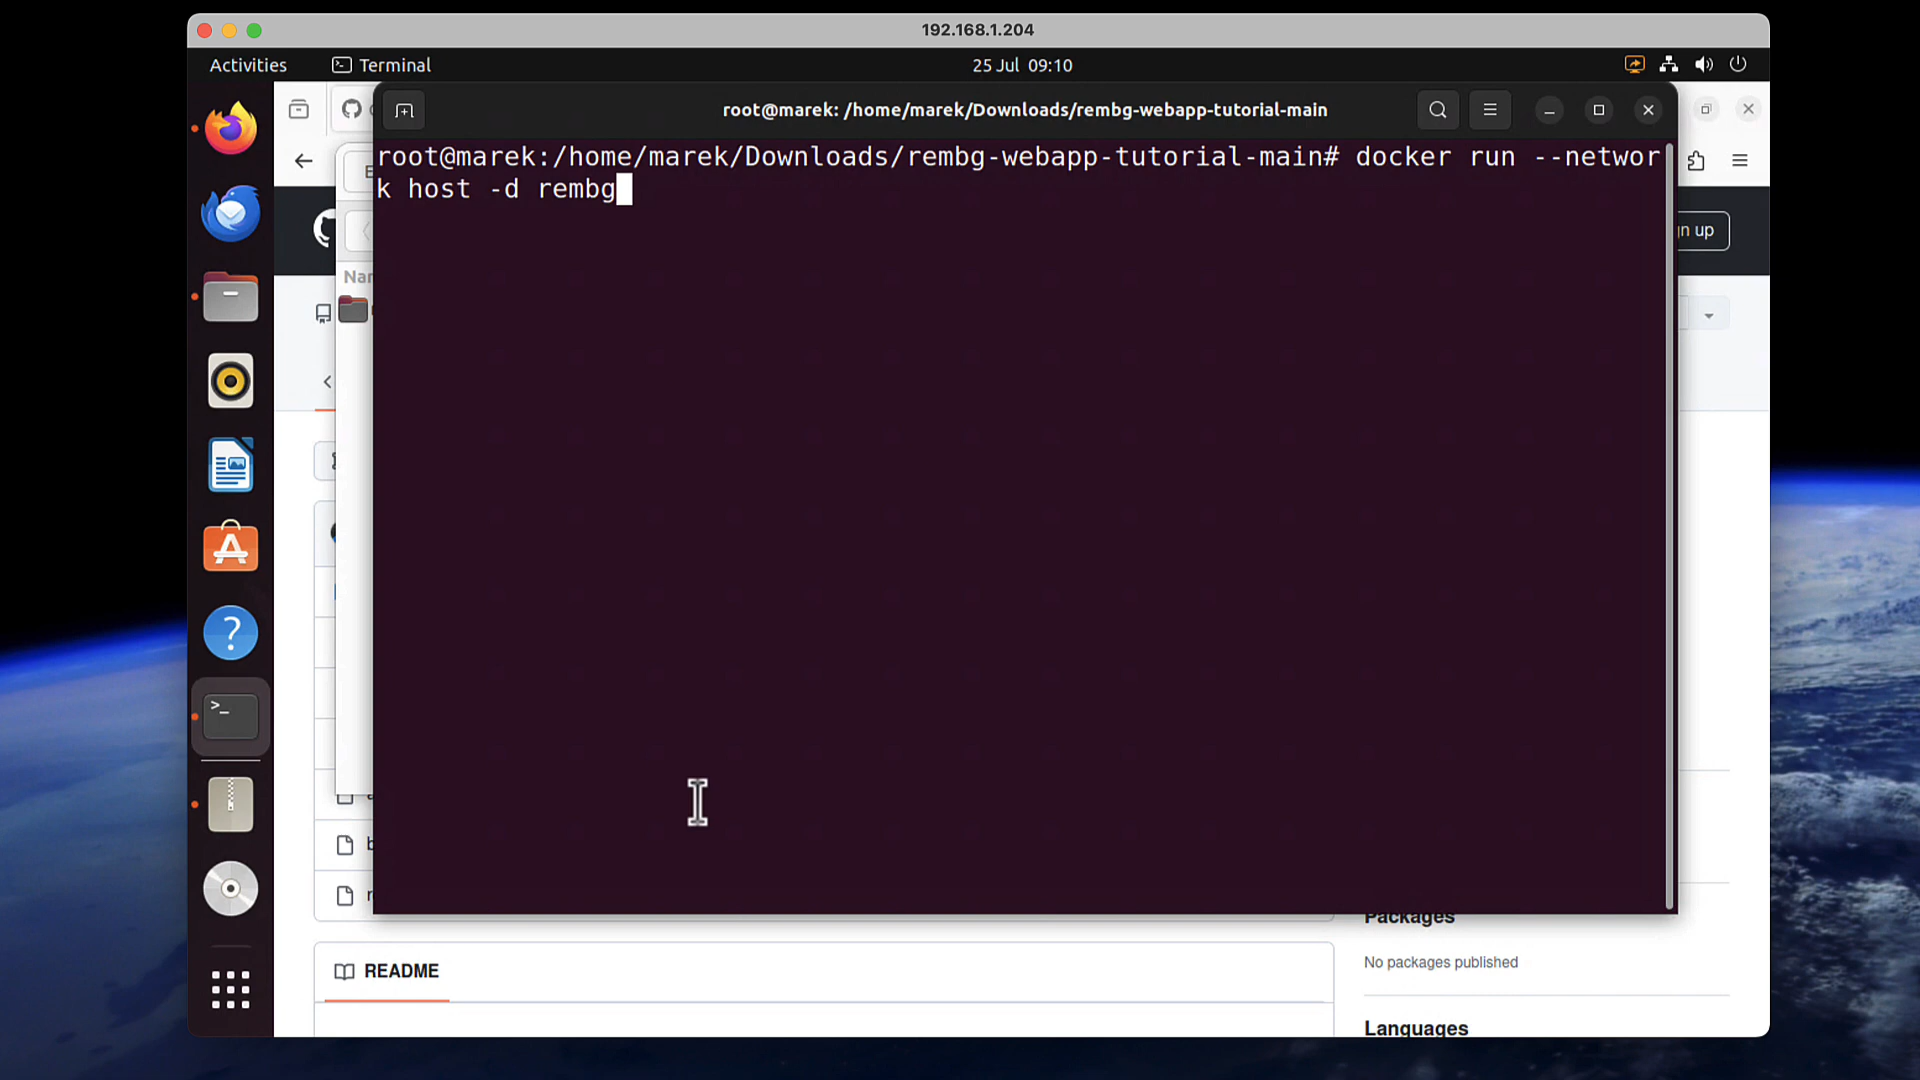 192.168.1.204
Activities
Terminal
25 Jul 09:10
root@marek: /home/marek/Downloads/rembg-webapp-tutorial-main
root@marek:/home/marek/Downloads/rembg-webapp-tutorial-main# docker run --networ
k host -d rembg
README
Packages
No packages published
Languages